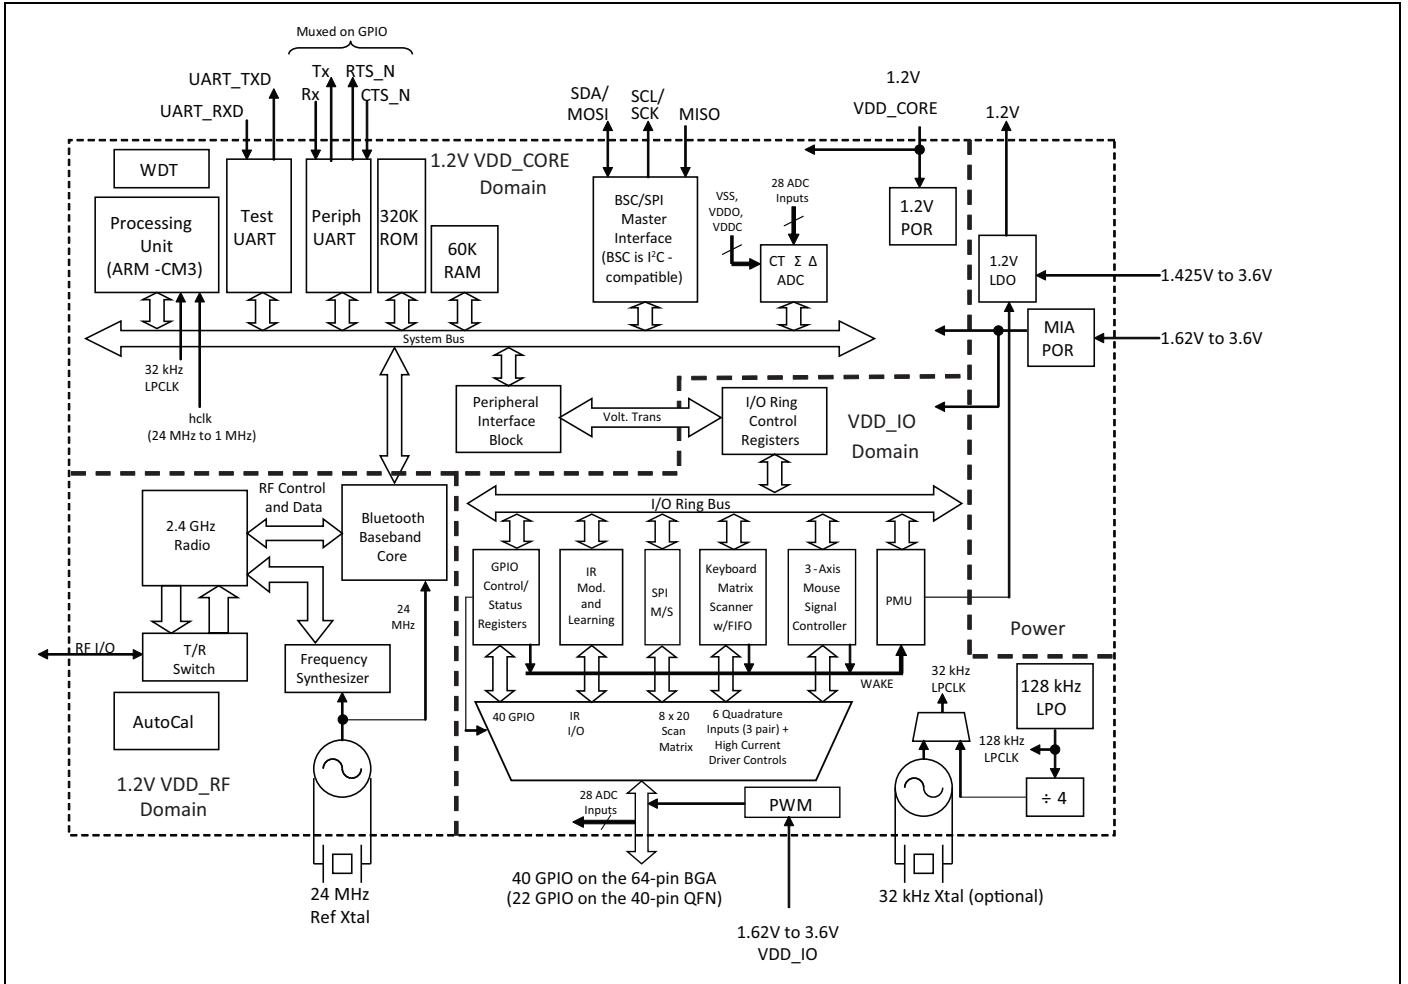 Muxed on GPIO
UART_TXD
Tx
RTS_N
Rx
CTS_N
UART_RXD
SDA/
MOSI
SCL/
SCK
MISO
1.2V
VDD_CORE
1.2V
WDT
1.2V VDD_CORE
Domain
Processing
Unit
(ARM -CM3)
Test
UART
Periph
UART
320K
ROM
60K
RAM
BSC/SPI
Master
Interface
(BSC is I²C -
compatible)
VSS,
VDDO,
VDDC
28 ADC
Inputs
CT Σ Δ
ADC
1.2V
POR
1.2V
LDO
1.425V to 3.6V
MIA
POR
1.62V to 3.6V
System Bus
32 kHz
LPCLK
hclk
(24 MHz to 1 MHz)
Peripheral
Interface
Block
Volt. Trans
I/O Ring
Control
Registers
VDD_IO
Domain
RF Control
and Data
2.4 GHz
Radio
Bluetooth
Baseband
Core
I/O Ring Bus
GPIO
Control/
Status
Registers
IR
Mod.
and
Learning
SPI
M/S
Keyboard
Matrix
Scanner
w/FIFO
3-Axis
Mouse
Signal
Controller
PMU
24
MHz
Power
RF I/O
T/R
Switch
Frequency
Synthesizer
WAKE
32 kHz
LPCLK
128 kHz
LPO
AutoCal
40 GPIO
IR
I/O
8 x 20
Scan
Matrix
6 Quadrature
Inputs (3 pair) +
High Current
Driver Controls
128 kHz
LPCLK
÷ 4
1.2V VDD_RF
Domain
28 ADC
Inputs
PWM
24 MHz
Ref Xtal
40 GPIO on the 64-pin BGA
(22 GPIO on the 40-pin QFN)
32 kHz Xtal (optional)
1.62V to 3.6V
VDD_IO